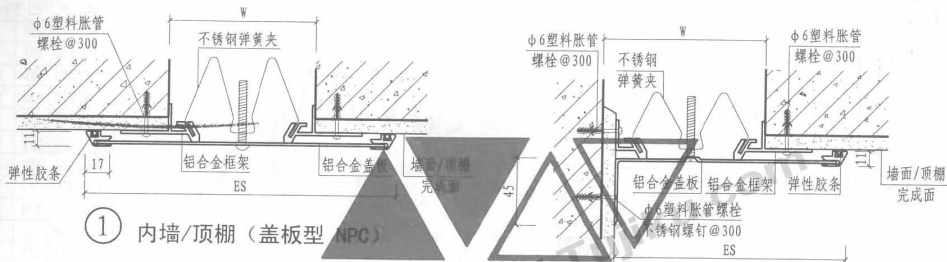 W
φ6塑料胀管
螺栓@300
不锈钢弹簧夹
11
17
弹性胶条
铝合金框架
铝合金盖板
墙面/顶棚
完成面
ES
① 内墙/顶棚（盖板型 NPC）
W
φ6塑料胀管
螺栓@300
不锈钢
弹簧夹
φ6塑料胀管
螺栓@300
45
11
铝合金盖板
铝合金框架
弹性胶条
墙面/顶棚
完成面
φ6塑料胀管螺栓
不锈钢螺钉@300
ES